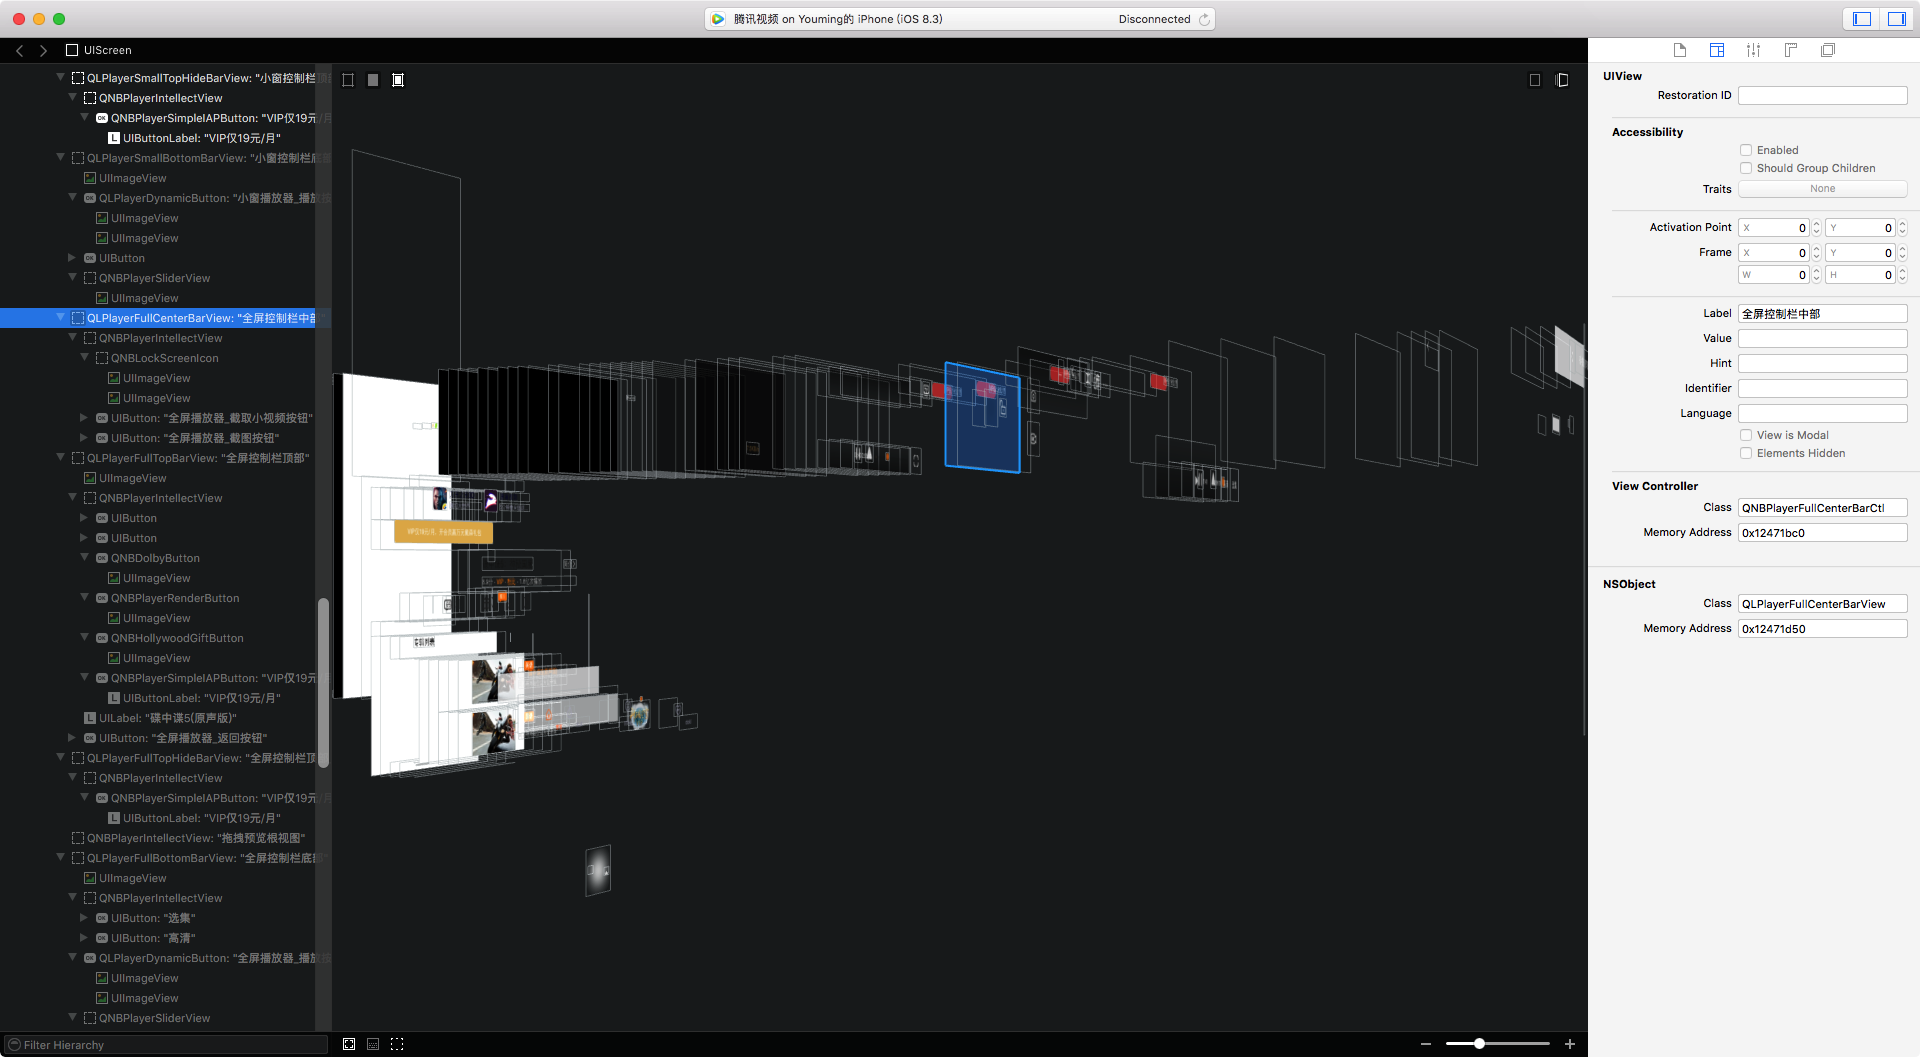 腾讯视频 on Youming的 iPhone (iOS 8.3)
Disconnected
UIScreen
QLPlayerSmallTopHideBarView: "小窗控制栏顶
QNBPlayerIntellectView
QNBPlayerSimpleIAPButton: "VIP仅19元/月
UIButtonLabel: "VIP仅19元/月"
QLPlayerSmallBottomBarView: "小窗控制栏底
UIImageView
QLPlayerDynamicButton: "小窗播放器_播放
UIImageView
UIImageView
UIButton
QNBPlayerSliderView
UIImageView
QLPlayerFullCenterBarView: "全屏控制栏中部
QNBPlayerIntellectView
QNBLockScreenIcon
UIImageView
UIImageView
UIButton: "全屏播放器_截取小视频按钮"
UIButton: "全屏播放器_截图按钮"
QLPlayerFullTopBarView: "全屏控制栏顶部"
UIImageView
QNBPlayerIntellectView
UIButton
UIButton
QNBDolbyButton
UIImageView
QNBPlayerRenderButton
UIImageView
QNBHollywoodGiftButton
UIImageView
QNBPlayerSimpleIAPButton: "VIP仅19元/
UIButtonLabel: "VIP仅19元/月"
UILabel: "碟中谍5(原声版)"
UIButton: "全屏播放器_返回按钮"
QLPlayerFullTopHideBarView: "全屏控制栏顶
QNBPlayerIntellectView
QNBPlayerSimpleIAPButton: "VIP仅19元/
UIButtonLabel: "VIP仅19元/月"
QNBPlayerIntellectView: "拖拽预览根视图"
QLPlayerFullBottomBarView: "全屏控制栏底部
UIImageView
QNBPlayerIntellectView
UIButton: "选集"
UIButton: "高清"
QLPlayerDynamicButton: "全屏播放器_播放
UIImageView
UIImageView
QNBPlayerSliderView
Filter Hierarchy
UIView
Restoration ID
Accessibility
Enabled
Should Group Children
Traits None
Activation Point X 0 Y 0
Frame X 0 Y 0
W 0 H 0
Label 全屏控制栏中部
Value
Hint
Identifier
Language
View is Modal
Elements Hidden
View Controller
Class QNBPlayerFullCenterBarCtl
Memory Address 0x12471bc0
NSObject
Class QLPlayerFullCenterBarView
Memory Address 0x12471d50